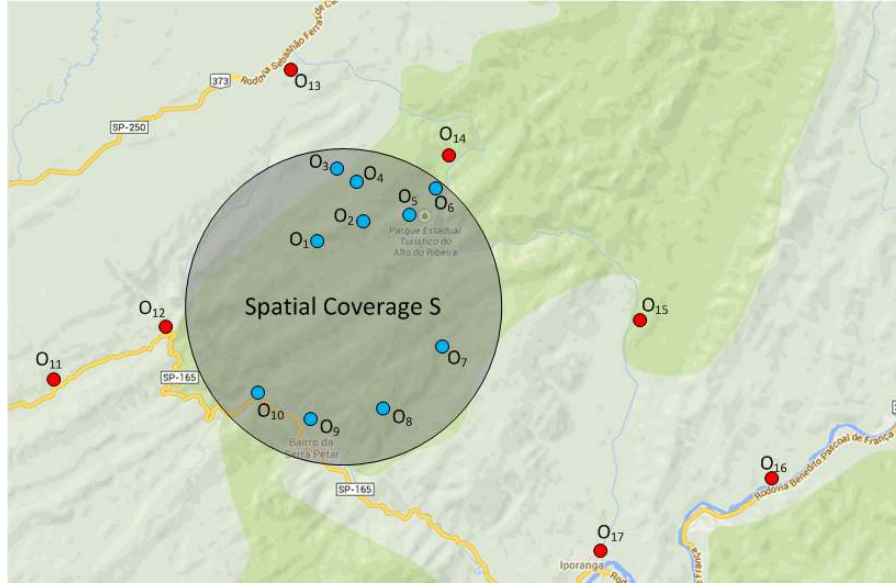 Rodovia Sebastião Ferraz de Ca
373
O13
SP-250
O14
O3
O4
O5
O6
O2
Parque Estadual
Turístico do
Alto do Ribeira
O1
Spatial Coverage S
O12
O15
O7
O11
SP-165
O10
O9
O8
Bairro da
Serra Petar
SP-165
O16
Rodovia Benedito Pascoal de França
O17
Iporanga
França
Rodo